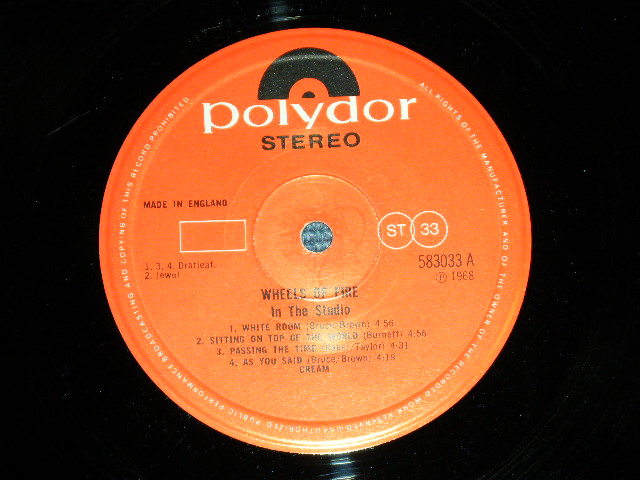 polydor
STEREO
MADE IN ENGLAND
ST 33
1. 3, 4. Dratleaf.
2. Jewel
583033 A
℗ 1968
WHEELS OF FIRE
In The Studio
1. WHITE ROOM (Bruce/Brown) 4:56
2. SITTING ON TOP OF THE WORLD (Burnett) 4:56
3. PASSING THE TIME (Baker/Taylor) 4:31
4. AS YOU SAID (Bruce/Brown) 4:19
CREAM
ALL RIGHTS OF THE MANUFACTURER AND OF THE OWNER OF THE RECORDED WORK RESERVED UNAUTHORIZED PUBLIC PERFORMANCE BROADCASTING AND COPYING OF THIS RECORD PROHIBITED